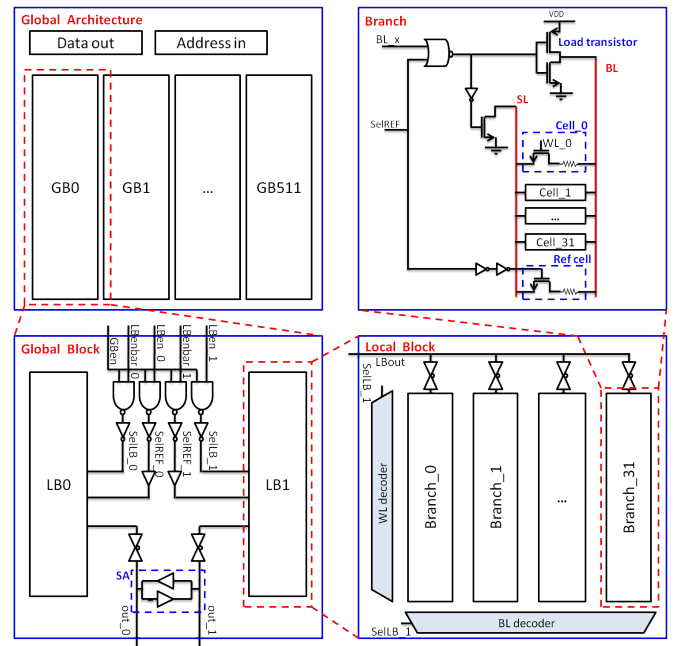 Global Architecture
Data out
Address in
GB0
GB1
...
GB511
Branch
VDD
BL_x
Load transistor
BL
SL
SelREF
Cell_0
WL_0
Cell_1
...
Cell_31
Ref cell
Global Block
GBen
LBenbar_0
LBen_0
LBenbar_1
LBen_1
SelLB_0
SelREF_0
SelREF_1
SelLB_1
LB0
LB1
SA
out_0
out_1
Local Block
LBout
SelLB_1
WL decoder
Branch_0
Branch_1
...
Branch_31
BL decoder
SelLB_1